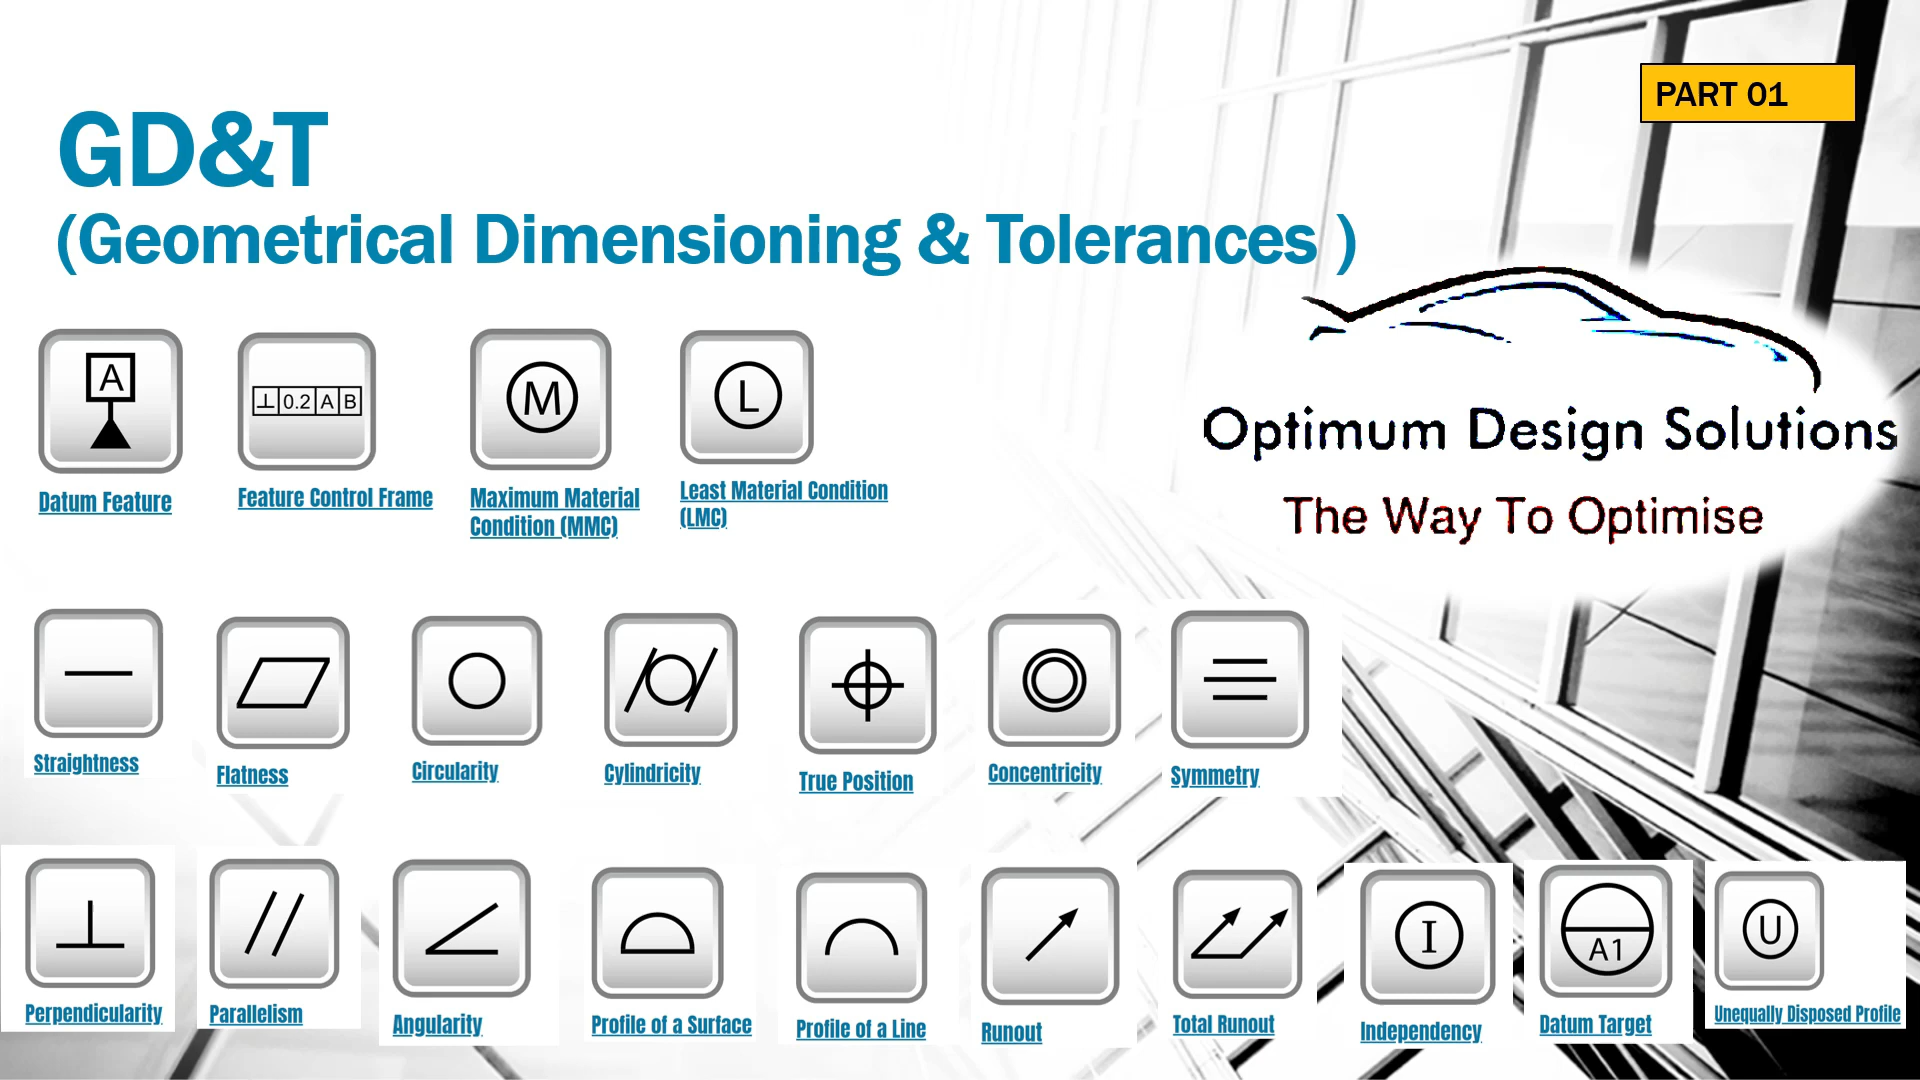 PART 01
GD&T
(Geometrical Dimensioning & Tolerances )
Optimum Design Solutions
The Way To Optimise
A
⊥ 0.2 A B
M
L
Datum Feature
Feature Control Frame
Maximum Material
Condition (MMC)
Least Material Condition
(LMC)
Straightness
Flatness
Circularity
Cylindricity
True Position
Concentricity
Symmetry
I
A1
U
Perpendicularity
Parallelism
Angularity
Profile of a Surface
Profile of a Line
Runout
Total Runout
Independency
Datum Target
Unequally Disposed Profile